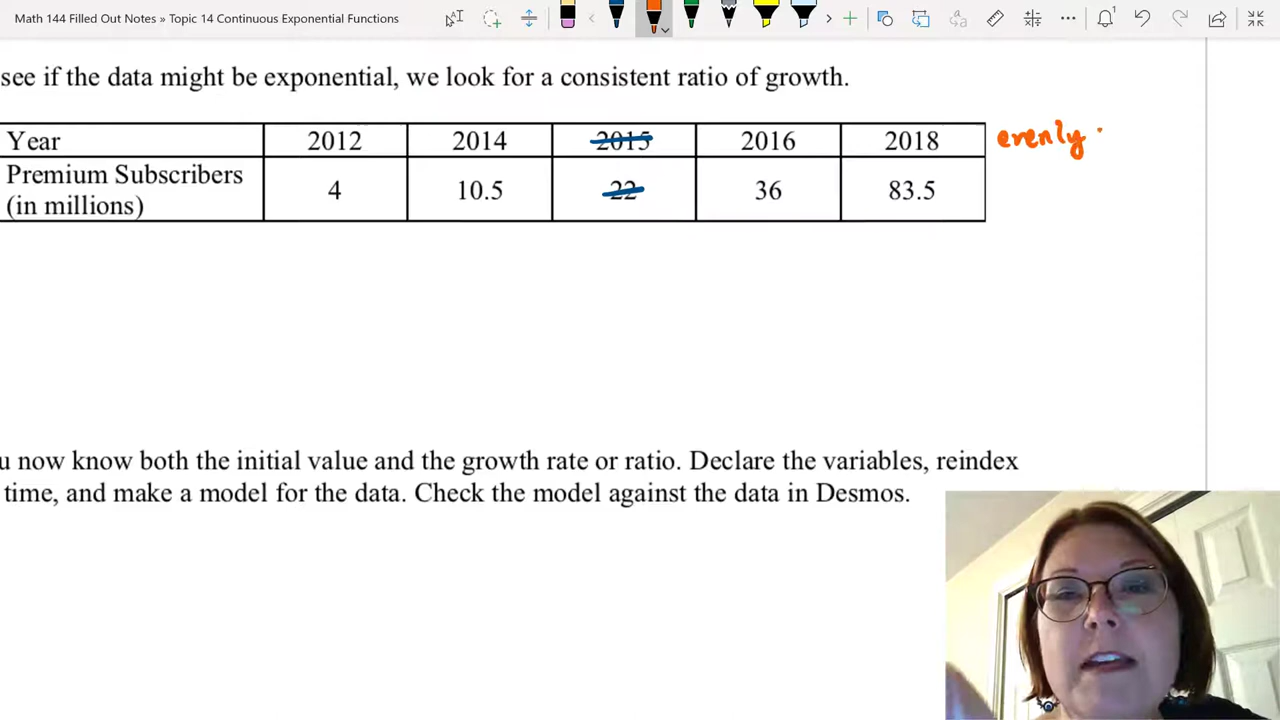 Math 144 Filled Out Notes » Topic 14 Continuous Exponential Functions
see if the data might be exponential, we look for a consistent ratio of growth.
Year 2012 2014 2015 2016 2018 evenly
Premium Subscribers
(in millions) 4 10.5 22 36 83.5
u now know both the initial value and the growth rate or ratio. Declare the variables, reindex
time, and make a model for the data. Check the model against the data in Desmos.